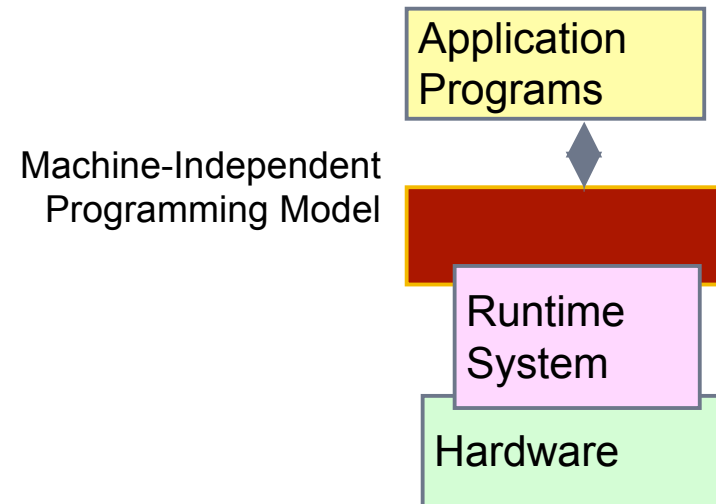 Application
Programs
Machine-Independent
Programming Model
Runtime
System
Hardware